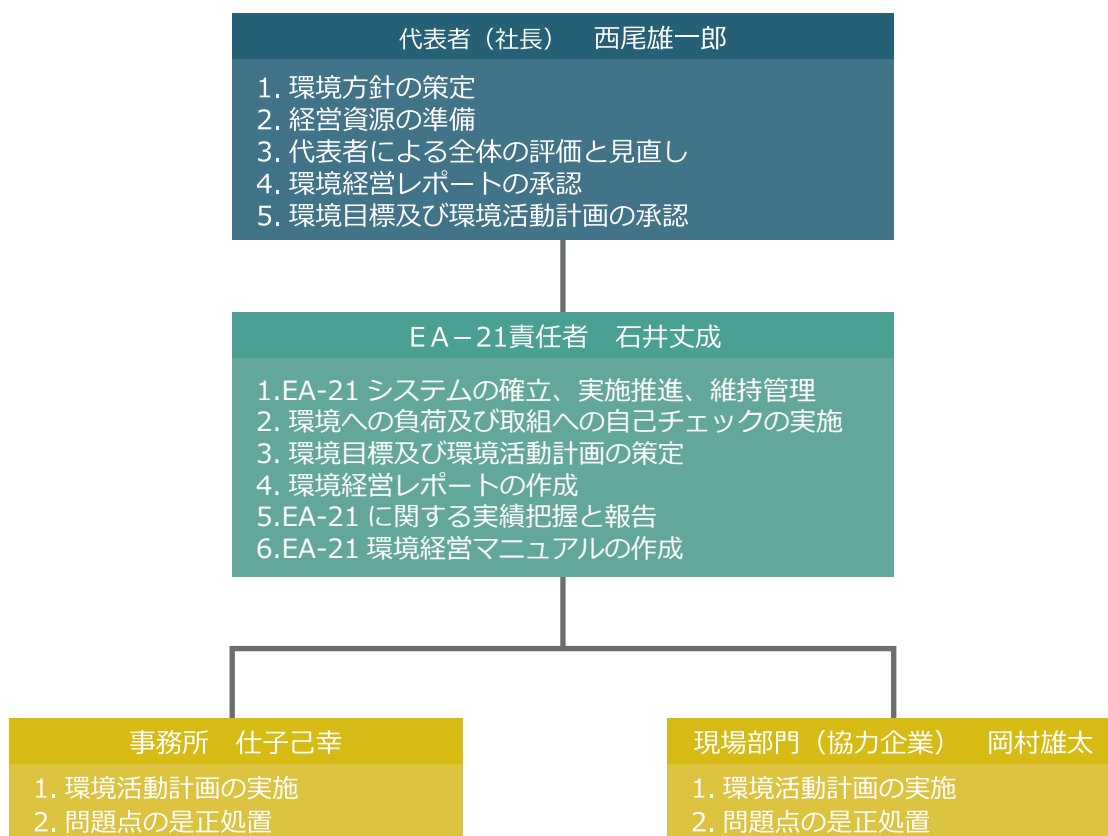 代表者（社長）　西尾雄一郎
1. 環境方針の策定
2. 経営資源の準備
3. 代表者による全体の評価と見直し
4. 環境経営レポートの承認
5. 環境目標及び環境活動計画の承認
ＥＡ－21責任者　石井丈成
1.EA-21 システムの確立、実施推進、維持管理
2. 環境への負荷及び取組への自己チェックの実施
3. 環境目標及び環境活動計画の策定
4. 環境経営レポートの作成
5.EA-21 に関する実績把握と報告
6.EA-21 環境経営マニュアルの作成
事務所　仕子己幸
1. 環境活動計画の実施
2. 問題点の是正処置
現場部門（協力企業）　岡村雄太
1. 環境活動計画の実施
2. 問題点の是正処置